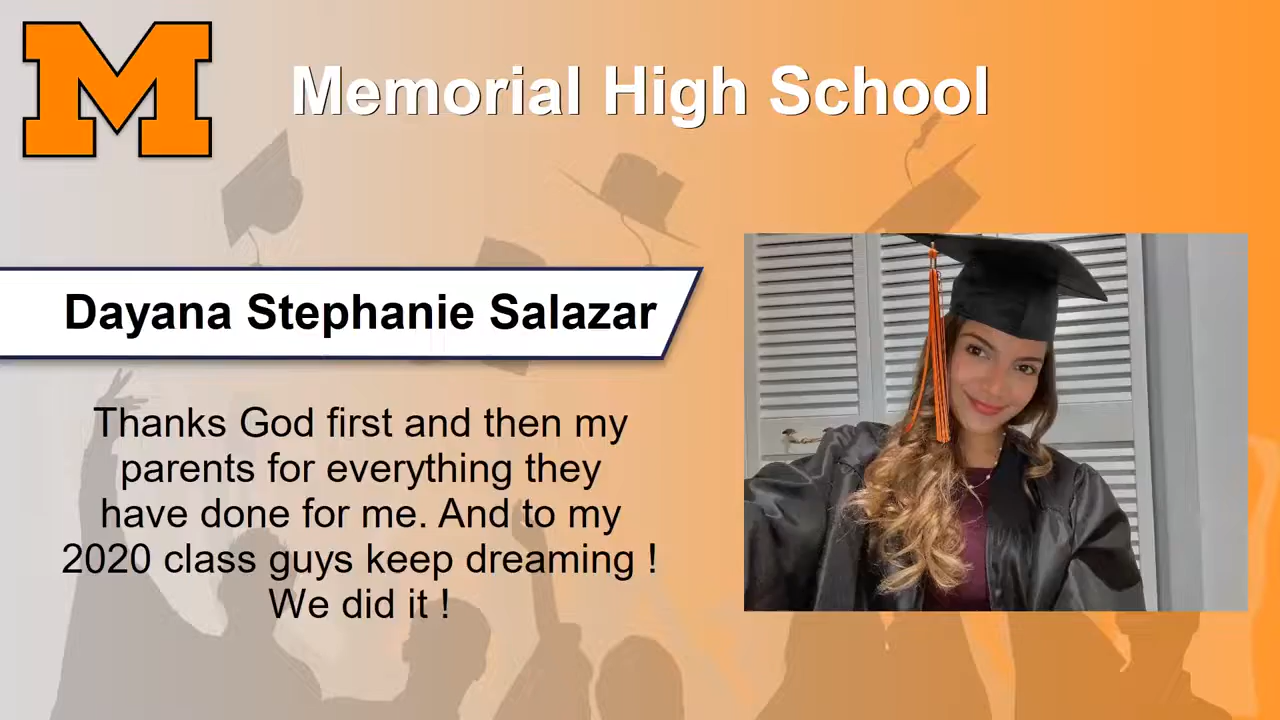 M
Memorial High School
Dayana Stephanie Salazar
Thanks God first and then my
parents for everything they
have done for me. And to my
2020 class guys keep dreaming !
We did it !